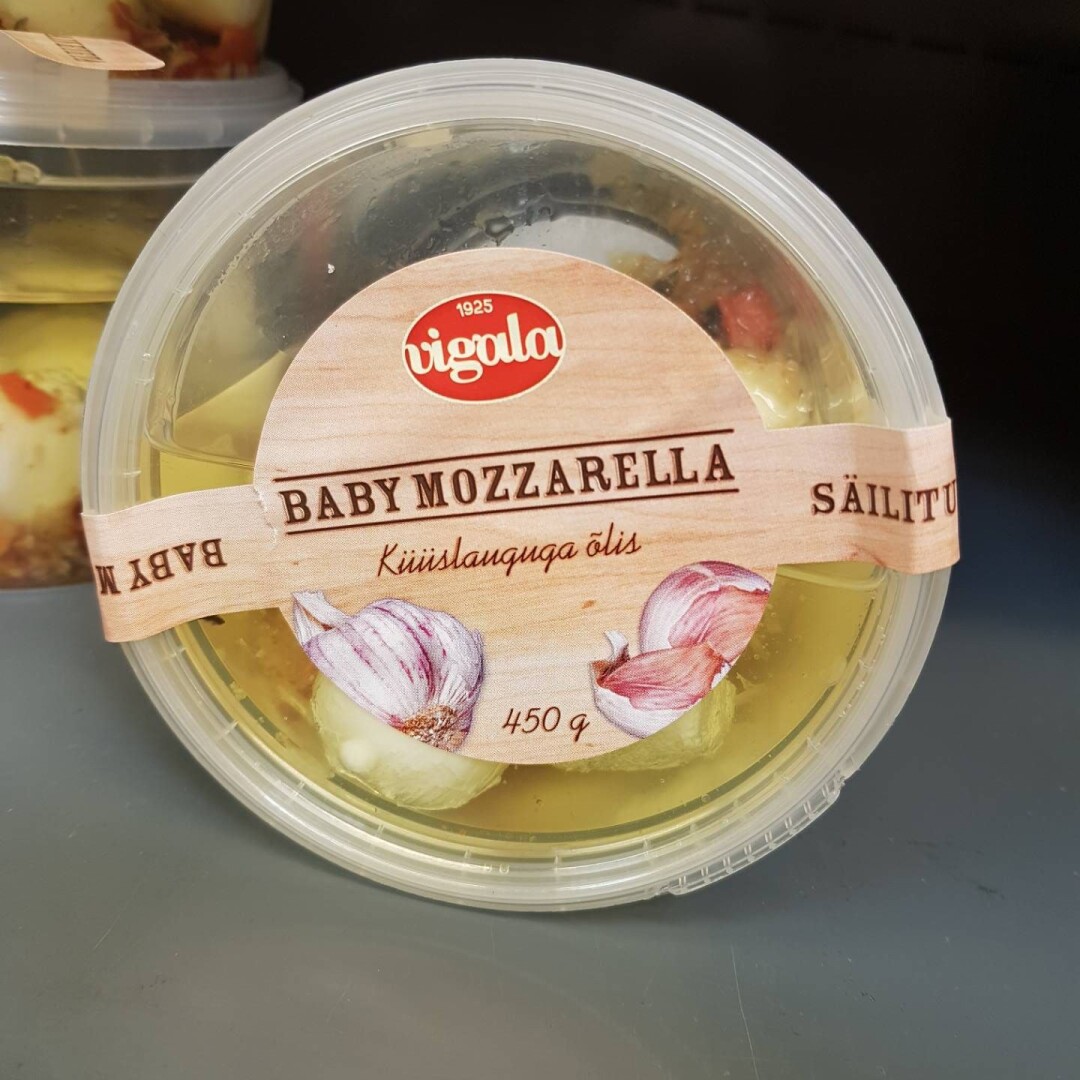 1925
vigala
BABY MOZZARELLA
Küüslauguga õlis
450 g
SÄILITU
BABY M